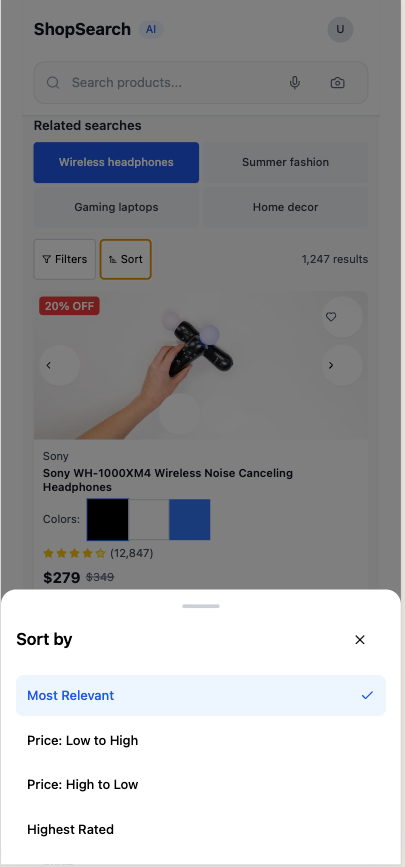 ShopSearch AI U
Search products...
Related searches
Wireless headphones Summer fashion
Gaming laptops Home decor
Filters Sort 1,247 results
20% OFF
Sony
Sony WH-1000XM4 Wireless Noise Canceling
Headphones
Colors:
(12,847)
$279 $349
Sort by
Most Relevant
Price: Low to High
Price: High to Low
Highest Rated